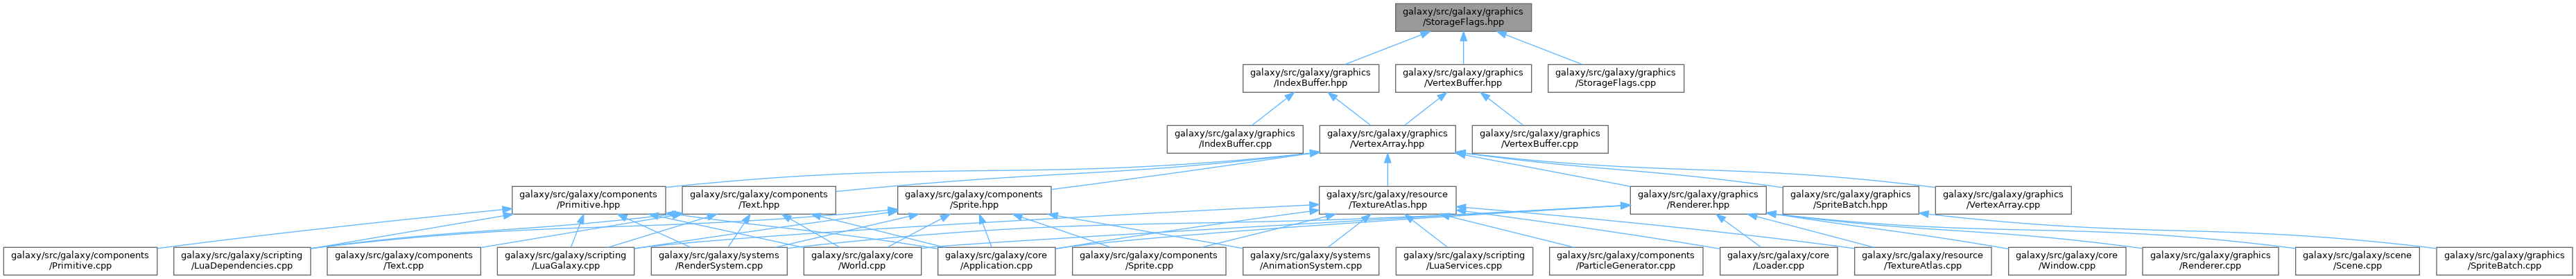 galaxy/src/galaxy/graphics
/StorageFlags.hpp
galaxy/src/galaxy/graphics
/IndexBuffer.hpp
galaxy/src/galaxy/graphics
/VertexBuffer.hpp
galaxy/src/galaxy/graphics
/StorageFlags.cpp
galaxy/src/galaxy/graphics
/IndexBuffer.cpp
galaxy/src/galaxy/graphics
/VertexArray.hpp
galaxy/src/galaxy/graphics
/VertexBuffer.cpp
galaxy/src/galaxy/components
/Primitive.hpp
galaxy/src/galaxy/components
/Text.hpp
galaxy/src/galaxy/components
/Sprite.hpp
galaxy/src/galaxy/resource
/TextureAtlas.hpp
galaxy/src/galaxy/graphics
/Renderer.hpp
galaxy/src/galaxy/graphics
/SpriteBatch.hpp
galaxy/src/galaxy/graphics
/VertexArray.cpp
galaxy/src/galaxy/components
/Primitive.cpp
galaxy/src/galaxy/scripting
/LuaDependencies.cpp
galaxy/src/galaxy/components
/Text.cpp
galaxy/src/galaxy/scripting
/LuaGalaxy.cpp
galaxy/src/galaxy/systems
/RenderSystem.cpp
galaxy/src/galaxy/core
/World.cpp
galaxy/src/galaxy/core
/Application.cpp
galaxy/src/galaxy/components
/Sprite.cpp
galaxy/src/galaxy/systems
/AnimationSystem.cpp
galaxy/src/galaxy/scripting
/LuaServices.cpp
galaxy/src/galaxy/components
/ParticleGenerator.cpp
galaxy/src/galaxy/core
/Loader.cpp
galaxy/src/galaxy/resource
/TextureAtlas.cpp
galaxy/src/galaxy/core
/Window.cpp
galaxy/src/galaxy/graphics
/Renderer.cpp
galaxy/src/galaxy/scene
/Scene.cpp
galaxy/src/galaxy/graphics
/SpriteBatch.cpp